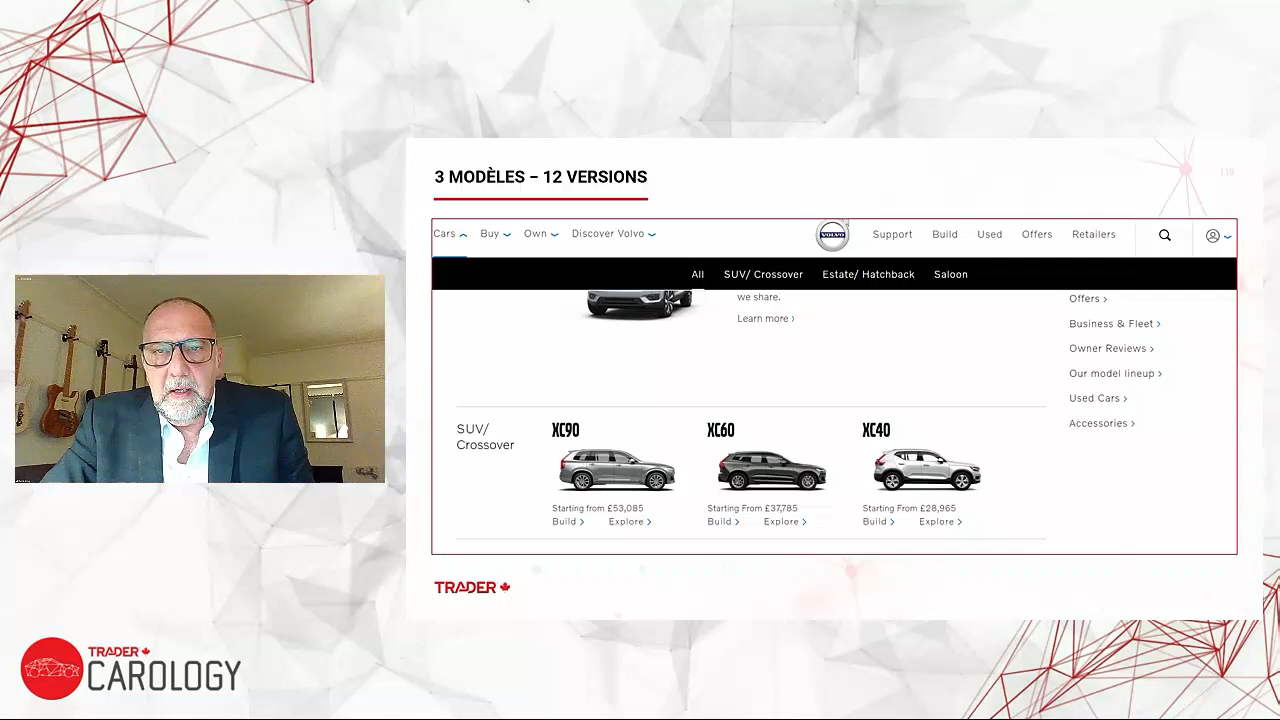 3 MODÈLES – 12 VERSIONS
119
Cars Buy Own Discover Volvo VOLVO Support Build Used Offers Retailers
All SUV/ Crossover Estate/ Hatchback Saloon
we share.
Learn more >
Offers >
Business & Fleet >
Owner Reviews >
Our model lineup >
Used Cars >
Accessories >
SUV/
Crossover
XC90 XC60 XC40
Starting from £53,085 Starting From £37,785 Starting From £28,965
Build > Explore > Build > Explore > Build > Explore >
TRADER
TRADER
CAROLOGY